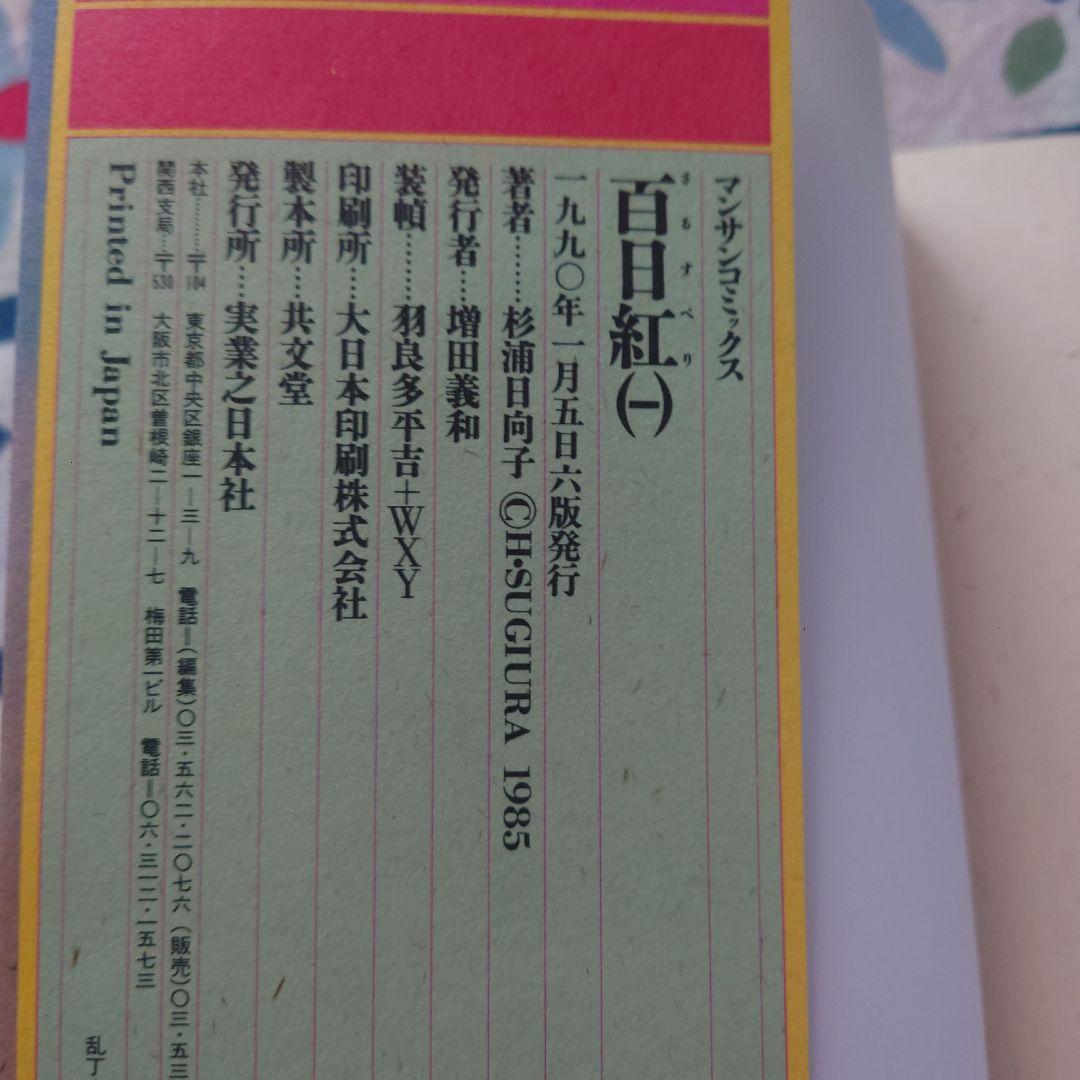 マンサンコミックス
さもすべり
百日紅(一)
一九九〇年一月五日六版発行
著者………杉浦日向子 ©H・SUGIURA 1985
発行者……増田義和
装幀………羽良多平吉+WXY
印刷所……大日本印刷株式会社
製本所……共文堂
発行所……実業之日本社
本社………〒104 東京都中央区銀座一—三—九 電話=(編集)〇三・五六二・二〇七六 (販売)〇三・五三
関西支局…〒530 大阪市北区曽根崎二—十二—七 梅田第一ビル 電話=〇六・三一二・一五七三
Printed in Japan
乱丁